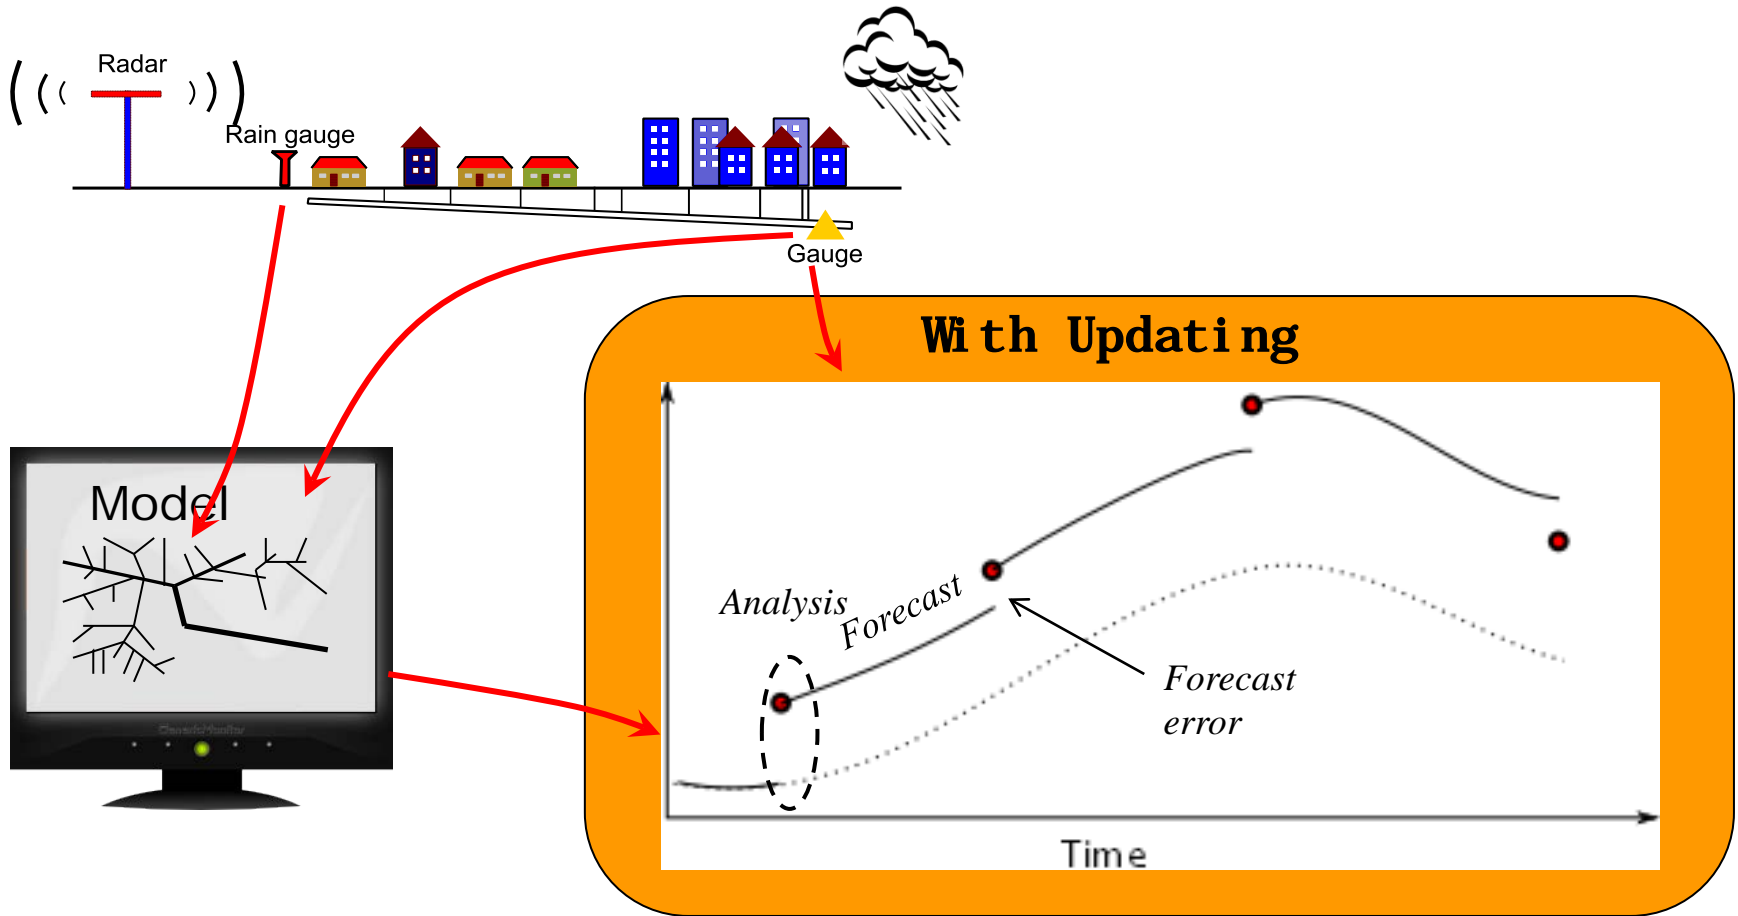 Radar
Rain gauge
Gauge
With Updating
Model
Analysis
Forecast
Forecast
error
Time